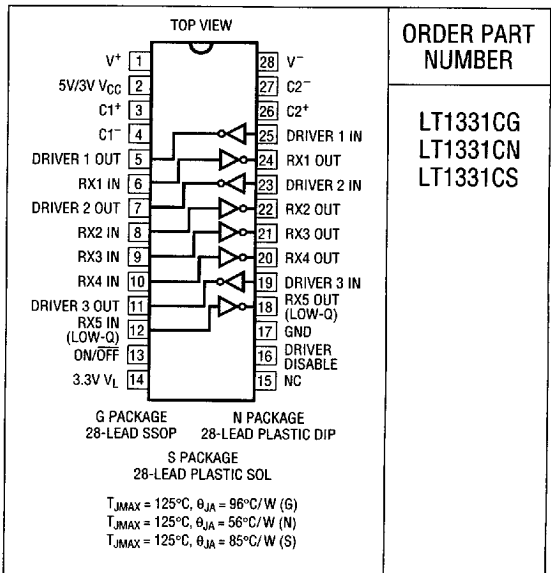 TOP VIEW
V+ 1
5V/3V VCC 2
C1+ 3
C1− 4
DRIVER 1 OUT 5
RX1 IN 6
DRIVER 2 OUT 7
RX2 IN 8
RX3 IN 9
RX4 IN 10
DRIVER 3 OUT 11
RX5 IN (LOW-Q) 12
ON/OFF 13
3.3V VL 14
28 V−
27 C2−
26 C2+
25 DRIVER 1 IN
24 RX1 OUT
23 DRIVER 2 IN
22 RX2 OUT
21 RX3 OUT
20 RX4 OUT
19 DRIVER 3 IN
18 RX5 OUT (LOW-Q)
17 GND
16 DRIVER DISABLE
15 NC
G PACKAGE
28-LEAD SSOP
N PACKAGE
28-LEAD PLASTIC DIP
S PACKAGE
28-LEAD PLASTIC SOL
TJMAX = 125°C, θJA = 96°C/W (G)
TJMAX = 125°C, θJA = 56°C/W (N)
TJMAX = 125°C, θJA = 85°C/W (S)
ORDER PART
NUMBER
LT1331CG
LT1331CN
LT1331CS